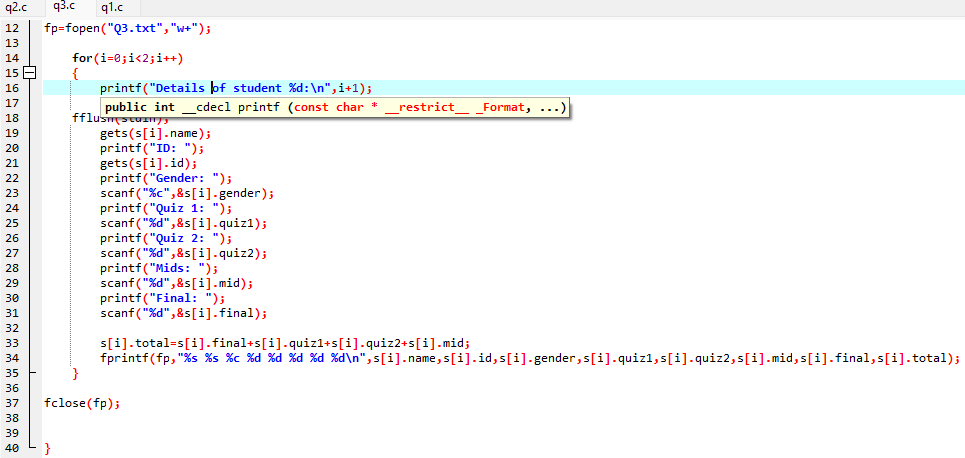 q2.c q3.c q1.c
12 fp=fopen("Q3.txt","w+");
13
14 for(i=0;i<2;i++)
15 {
16 printf("Details of student %d:\n",i+1);
17 public int __cdecl printf (const char * __restrict__ _Format, ...)
18 fflush(stdin);
19 gets(s[i].name);
20 printf("ID: ");
21 gets(s[i].id);
22 printf("Gender: ");
23 scanf("%c",&s[i].gender);
24 printf("Quiz 1: ");
25 scanf("%d",&s[i].quiz1);
26 printf("Quiz 2: ");
27 scanf("%d",&s[i].quiz2);
28 printf("Mids: ");
29 scanf("%d",&s[i].mid);
30 printf("Final: ");
31 scanf("%d",&s[i].final);
32
33 s[i].total=s[i].final+s[i].quiz1+s[i].quiz2+s[i].mid;
34 fprintf(fp,"%s %s %c %d %d %d %d %d\n",s[i].name,s[i].id,s[i].gender,s[i].quiz1,s[i].quiz2,s[i].mid,s[i].final,s[i].total);
35 }
36
37 fclose(fp);
38
39
40 }